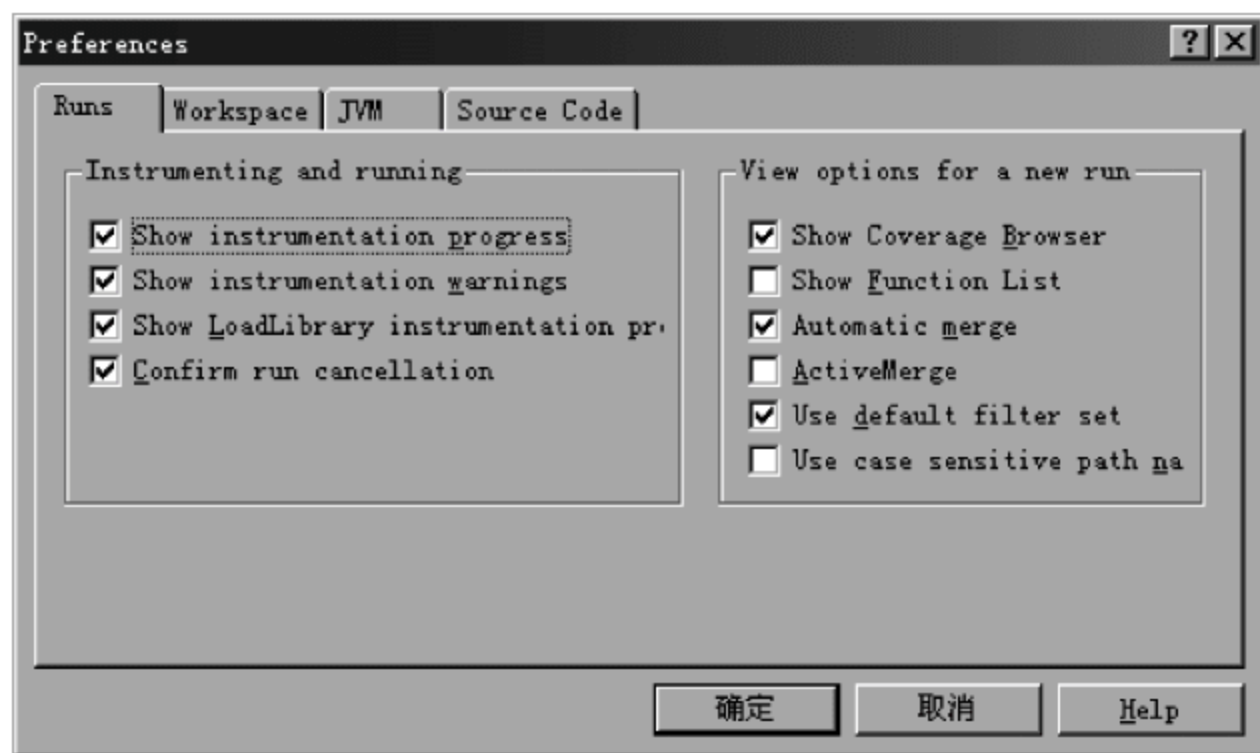 Preferences
Runs Workspace JVM Source Code
Instrumenting and running
Show instrumentation progress
Show instrumentation warnings
Show LoadLibrary instrumentation pr
Confirm run cancellation
View options for a new run
Show Coverage Browser
Show Function List
Automatic merge
ActiveMerge
Use default filter set
Use case sensitive path na
确定 取消 Help